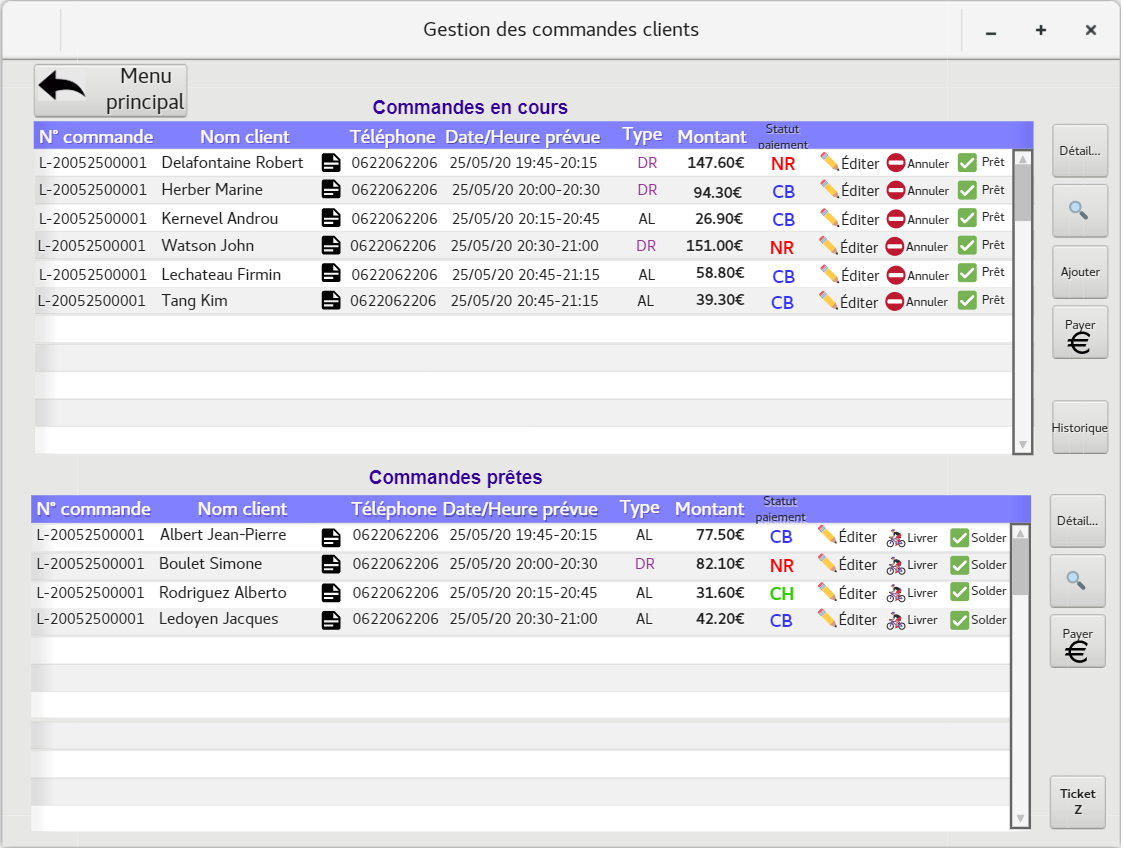 Gestion des commandes clients
Menu
principal
Commandes en cours
N° commande Nom client Téléphone Date/Heure prévue Type Montant Statut paiement
L-20052500001 Delafontaine Robert 0622062206 25/05/20 19:45-20:15 DR 147.60€ NR Éditer Annuler Prêt
L-20052500001 Herber Marine 0622062206 25/05/20 20:00-20:30 DR 94.30€ CB Éditer Annuler Prêt
L-20052500001 Kernevel Androu 0622062206 25/05/20 20:15-20:45 AL 26.90€ CB Éditer Annuler Prêt
L-20052500001 Watson John 0622062206 25/05/20 20:30-21:00 DR 151.00€ NR Éditer Annuler Prêt
L-20052500001 Lechateau Firmin 0622062206 25/05/20 20:45-21:15 AL 58.80€ CB Éditer Annuler Prêt
L-20052500001 Tang Kim 0622062206 25/05/20 20:45-21:15 AL 39.30€ CB Éditer Annuler Prêt
Détail...
Ajouter
Payer
€
Historique
Commandes prêtes
N° commande Nom client Téléphone Date/Heure prévue Type Montant Statut paiement
L-20052500001 Albert Jean-Pierre 0622062206 25/05/20 19:45-20:15 AL 77.50€ CB Éditer Livrer Solder
L-20052500001 Boulet Simone 0622062206 25/05/20 20:00-20:30 DR 82.10€ NR Éditer Livrer Solder
L-20052500001 Rodriguez Alberto 0622062206 25/05/20 20:15-20:45 AL 31.60€ CH Éditer Livrer Solder
L-20052500001 Ledoyen Jacques 0622062206 25/05/20 20:30-21:00 AL 42.20€ CB Éditer Livrer Solder
Détail...
Payer
€
Ticket
Z